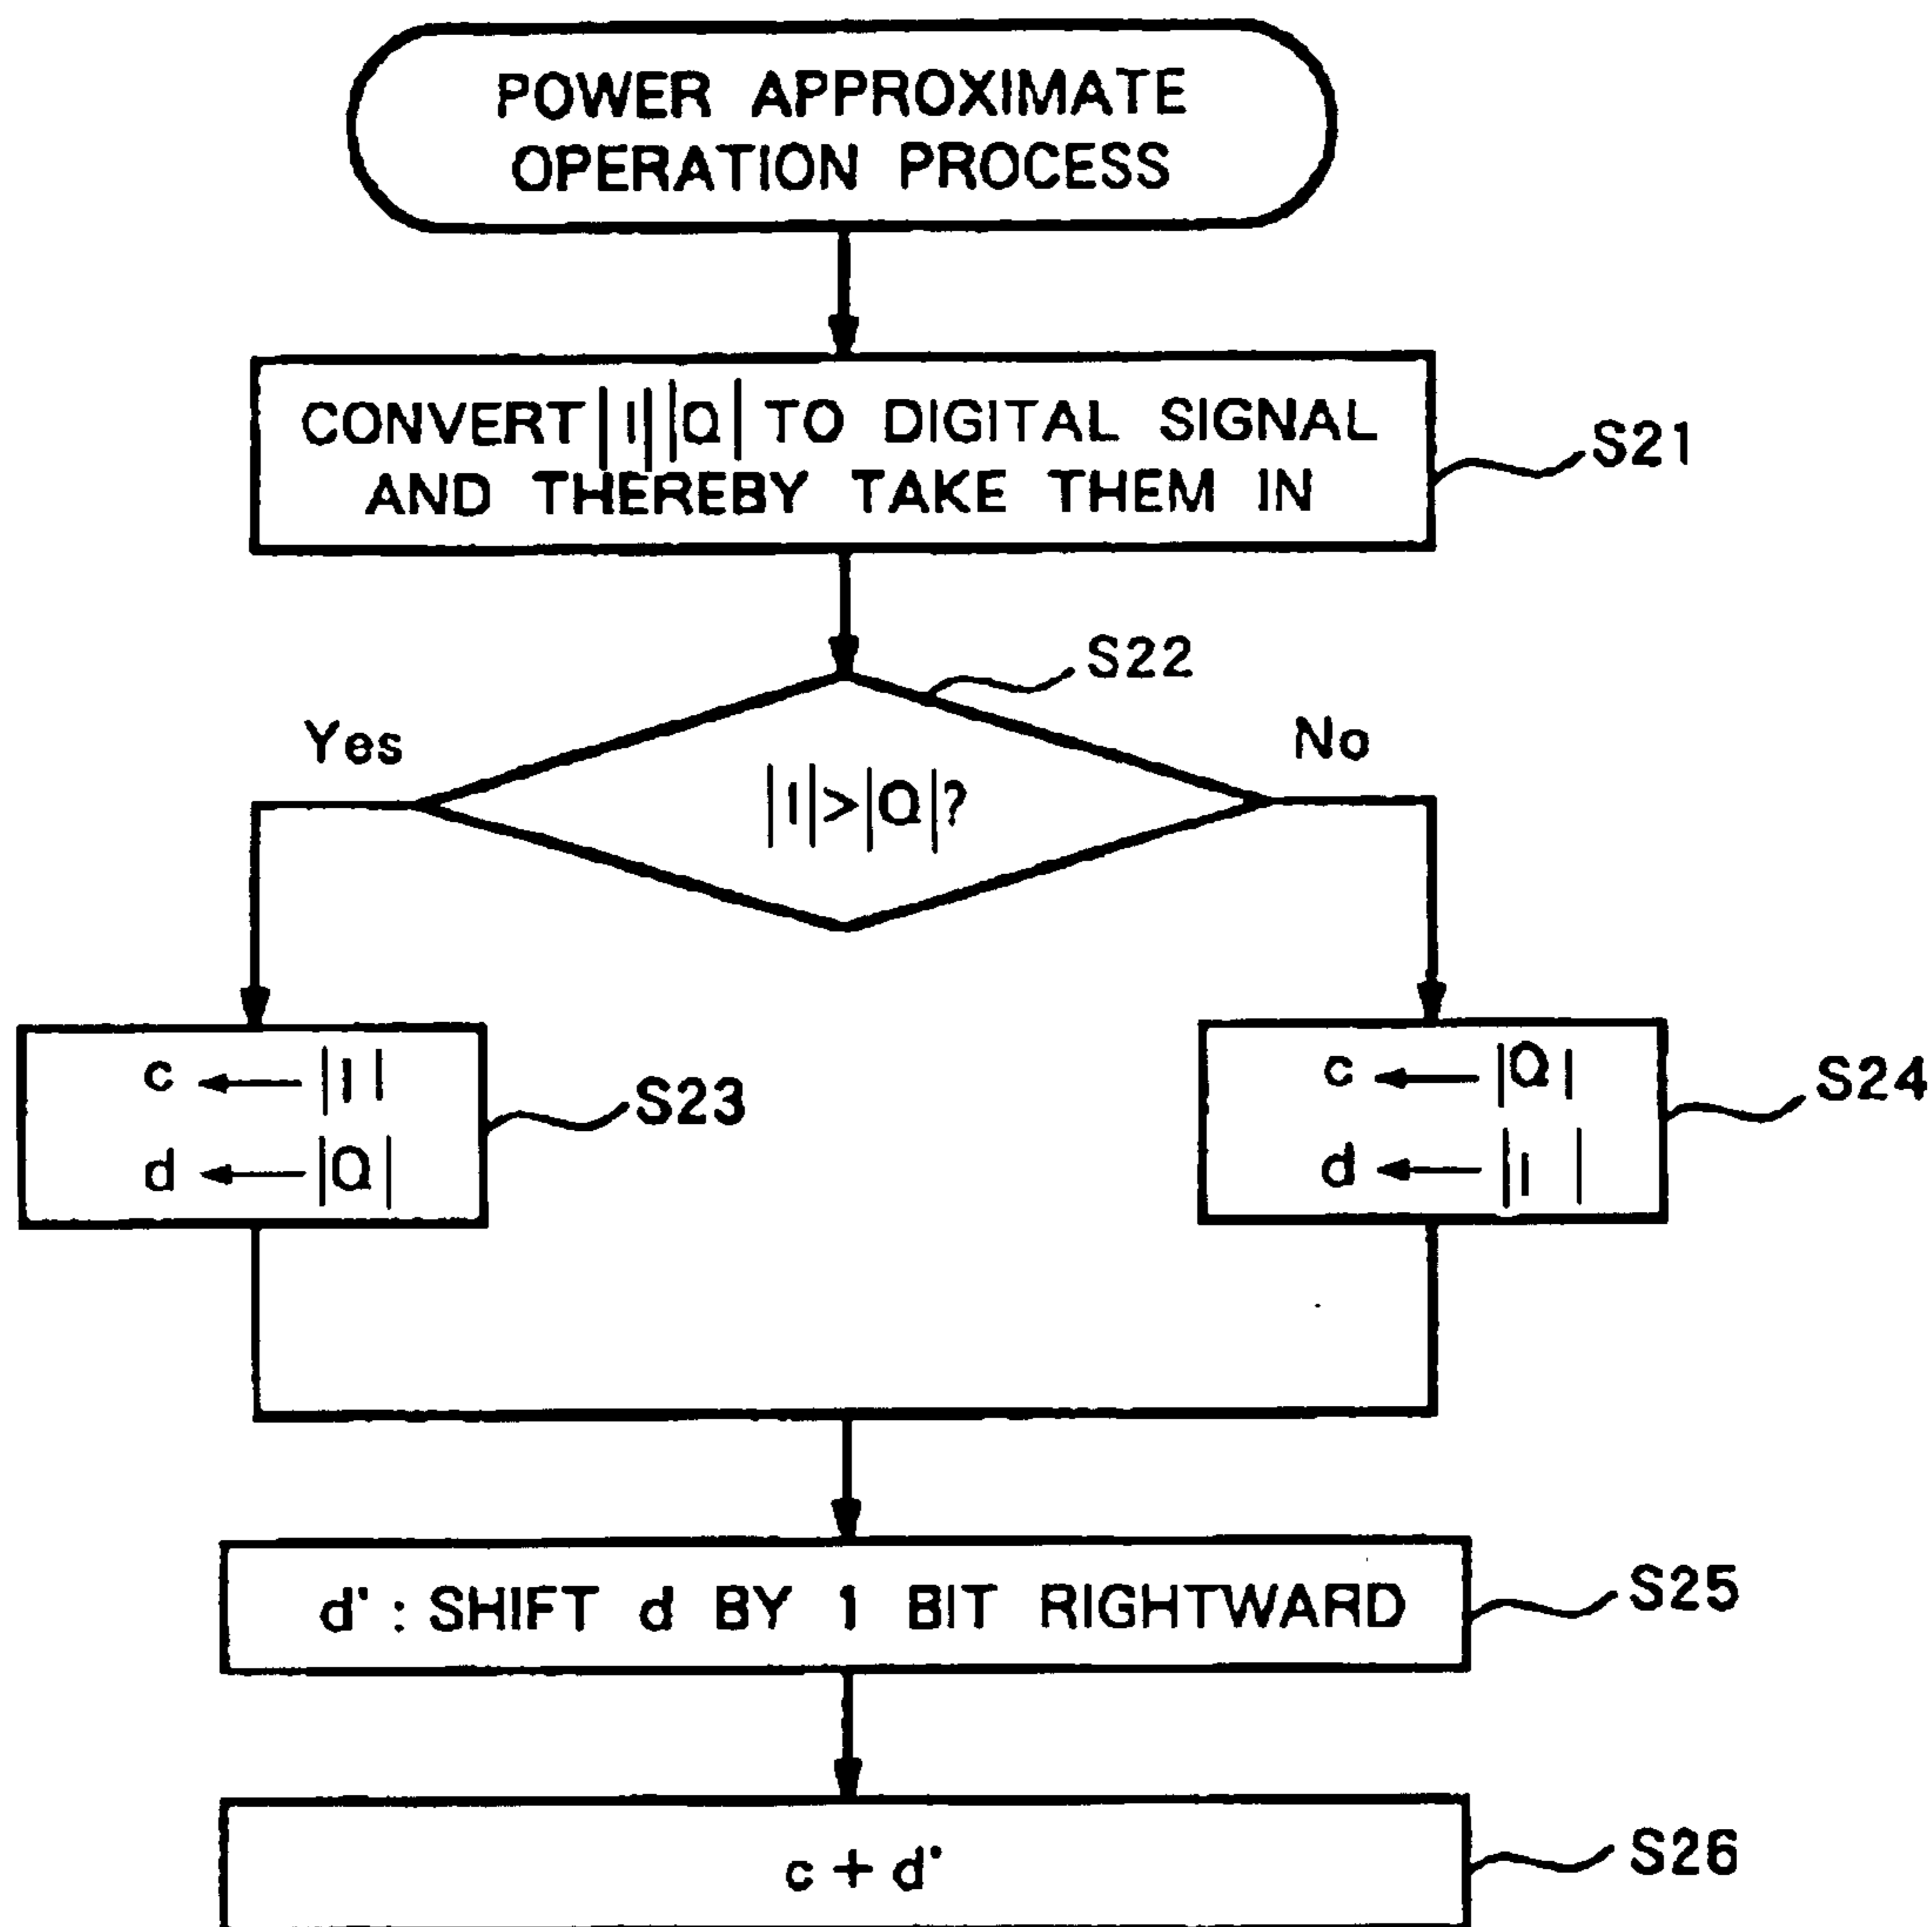 POWER APPROXIMATE
OPERATION PROCESS
CONVERT |I| |Q| TO DIGITAL SIGNAL
AND THEREBY TAKE THEM IN
S21
S22
Yes
No
|I|>|Q|?
c ← |I|
d ← |Q|
S23
c ← |Q|
d ← |I|
S24
d' : SHIFT d BY 1 BIT RIGHTWARD
S25
c + d'
S26